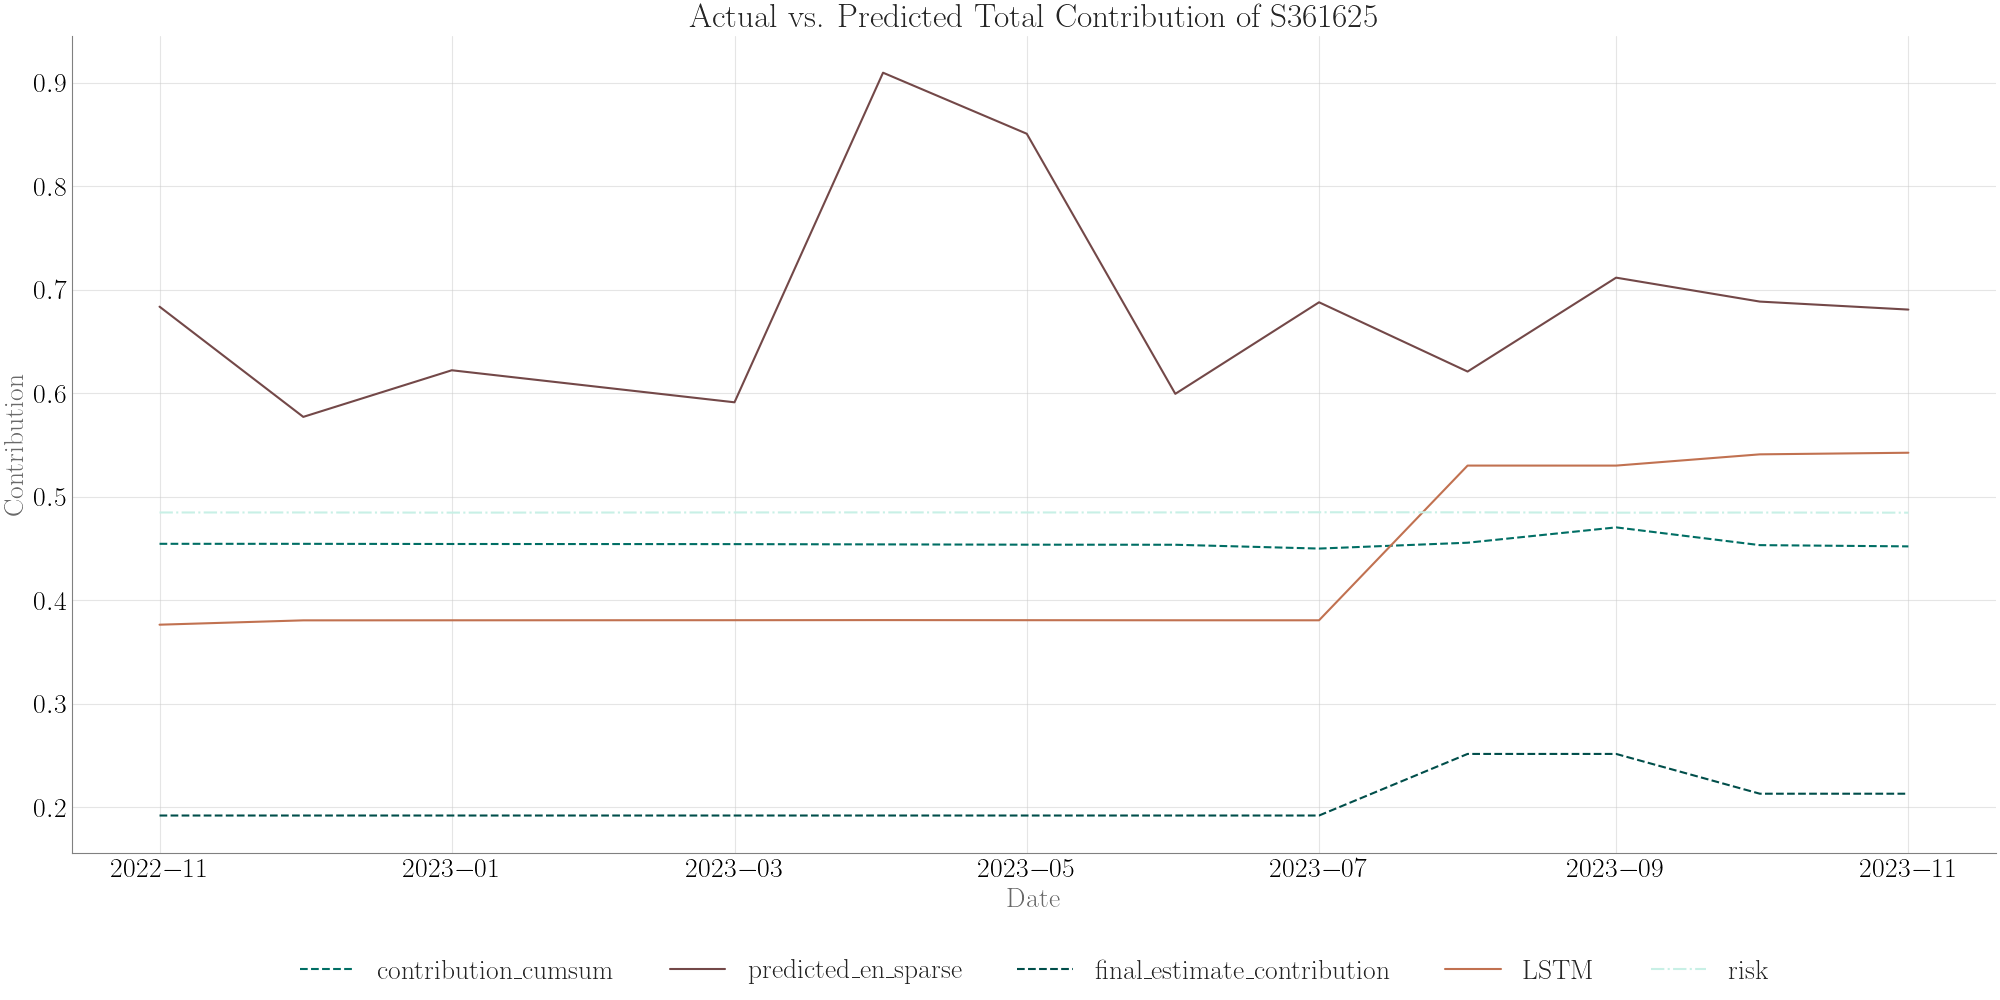 Actual vs. Predicted Total Contribution of S361625
Contribution
0.9
0.8
0.7
0.6
0.5
0.4
0.3
0.2
2022–11 2023–01 2023–03 2023–05 2023–07 2023–09 2023–11
Date
contribution_cumsum predicted_en_sparse final_estimate_contribution LSTM risk